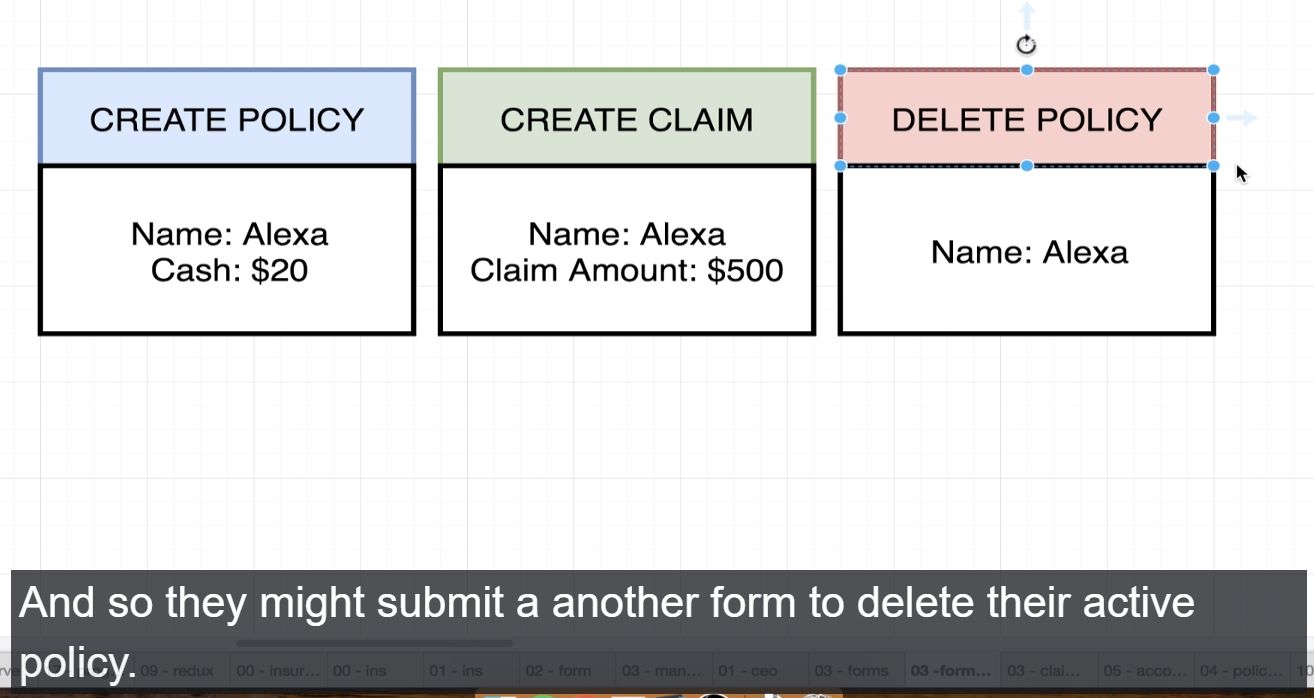 CREATE POLICY
CREATE CLAIM
DELETE POLICY
Name: Alexa
Cash: $20
Name: Alexa
Claim Amount: $500
Name: Alexa
And so they might submit a another form to delete their active
policy.
09 - redux
00 - insur...
00 - ins
01 - ins
02 - form
03 - man...
01 - ceo
03 - forms
03 -form...
03 - clai...
05 - acco...
04 - polic...